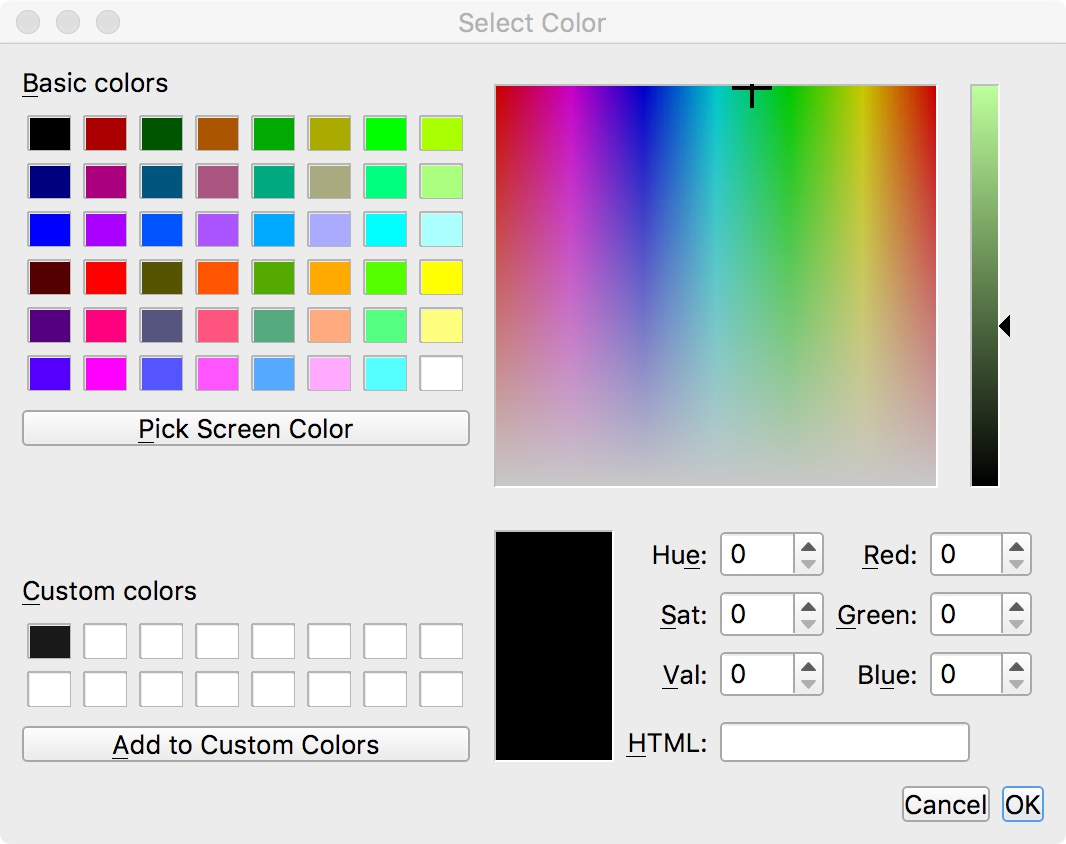 Select Color
Basic colors
Pick Screen Color
Custom colors
Add to Custom Colors
Hue: 0 Red: 0
Sat: 0 Green: 0
Val: 0 Blue: 0
HTML:
Cancel OK